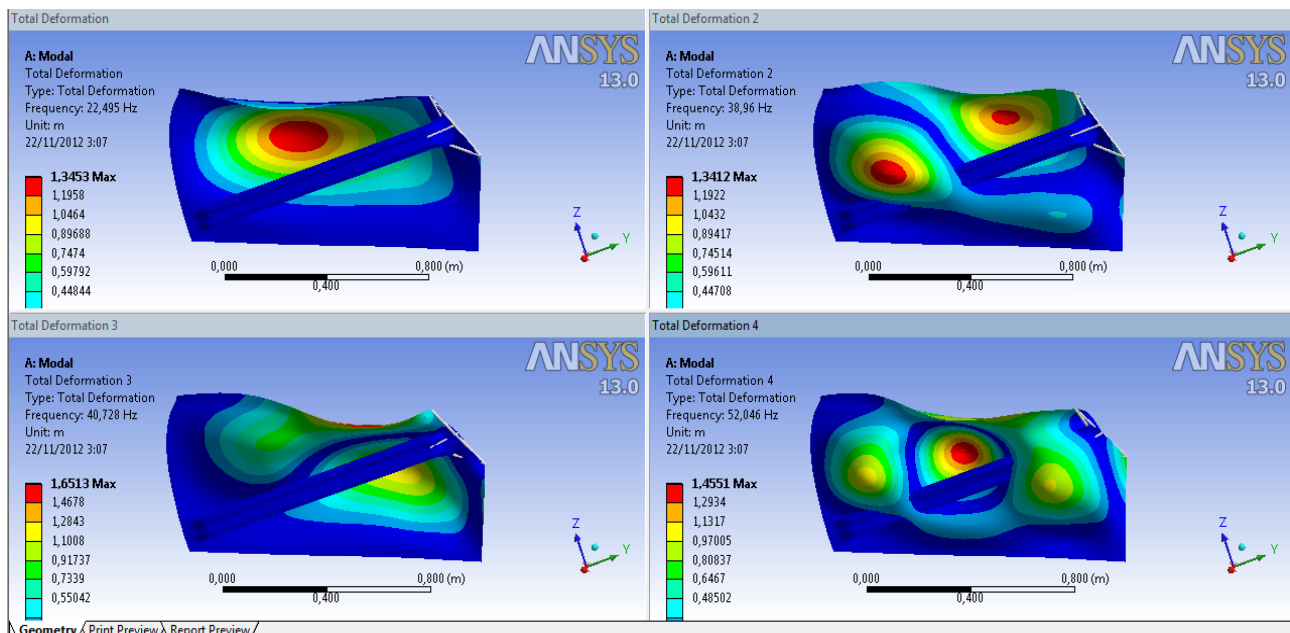 Total Deformation
ANSYS
13.0
A: Modal
Total Deformation
Type: Total Deformation
Frequency: 22,495 Hz
Unit: m
22/11/2012 3:07
1,3453 Max
1,1958
1,0464
0,89688
0,7474
0,59792
0,44844
0,000
0,800 (m)
0,400
Z
Y
Total Deformation 2
ANSYS
13.0
A: Modal
Total Deformation 2
Type: Total Deformation
Frequency: 38,96 Hz
Unit: m
22/11/2012 3:07
1,3412 Max
1,1922
1,0432
0,89417
0,74514
0,59611
0,44708
0,000
0,800 (m)
0,400
Z
Y
Total Deformation 3
ANSYS
13.0
A: Modal
Total Deformation 3
Type: Total Deformation
Frequency: 40,728 Hz
Unit: m
22/11/2012 3:07
1,6513 Max
1,4678
1,2843
1,1008
0,91737
0,7339
0,55042
0,000
0,800 (m)
0,400
Z
Y
Total Deformation 4
ANSYS
13.0
A: Modal
Total Deformation 4
Type: Total Deformation
Frequency: 52,046 Hz
Unit: m
22/11/2012 3:07
1,4551 Max
1,2934
1,1317
0,97005
0,80837
0,6467
0,48502
0,000
0,800 (m)
0,400
Z
Y
Geometry Print Preview Report Preview